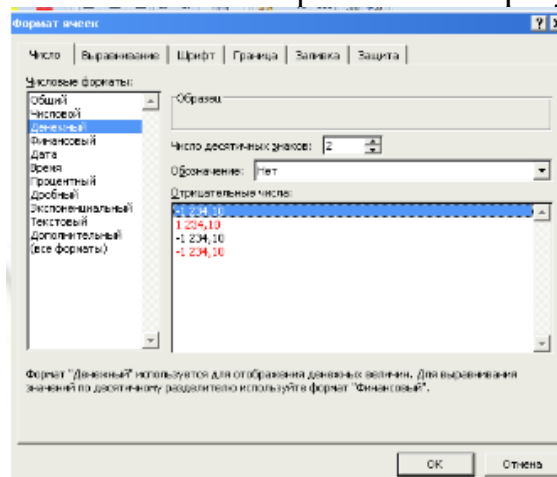 Формат ячеек
Число Выравнивание Шрифт Граница Заливка Защита
Числовые форматы:
Общий
Числовой
Денежный
Финансовый
Дата
Время
Процентный
Дробный
Экспоненциальный
Текстовый
Дополнительный
(все форматы)
Образец
Число десятичных знаков: 2
Обозначение: Нет
Отрицательные числа:
-1 234,10
1 234,10
-1 234,10
-1 234,10
Формат "Денежный" используется для отображения денежных величин. Для выравнивания
значений по десятичному разделителю используйте формат "Финансовый".
ОК Отмена